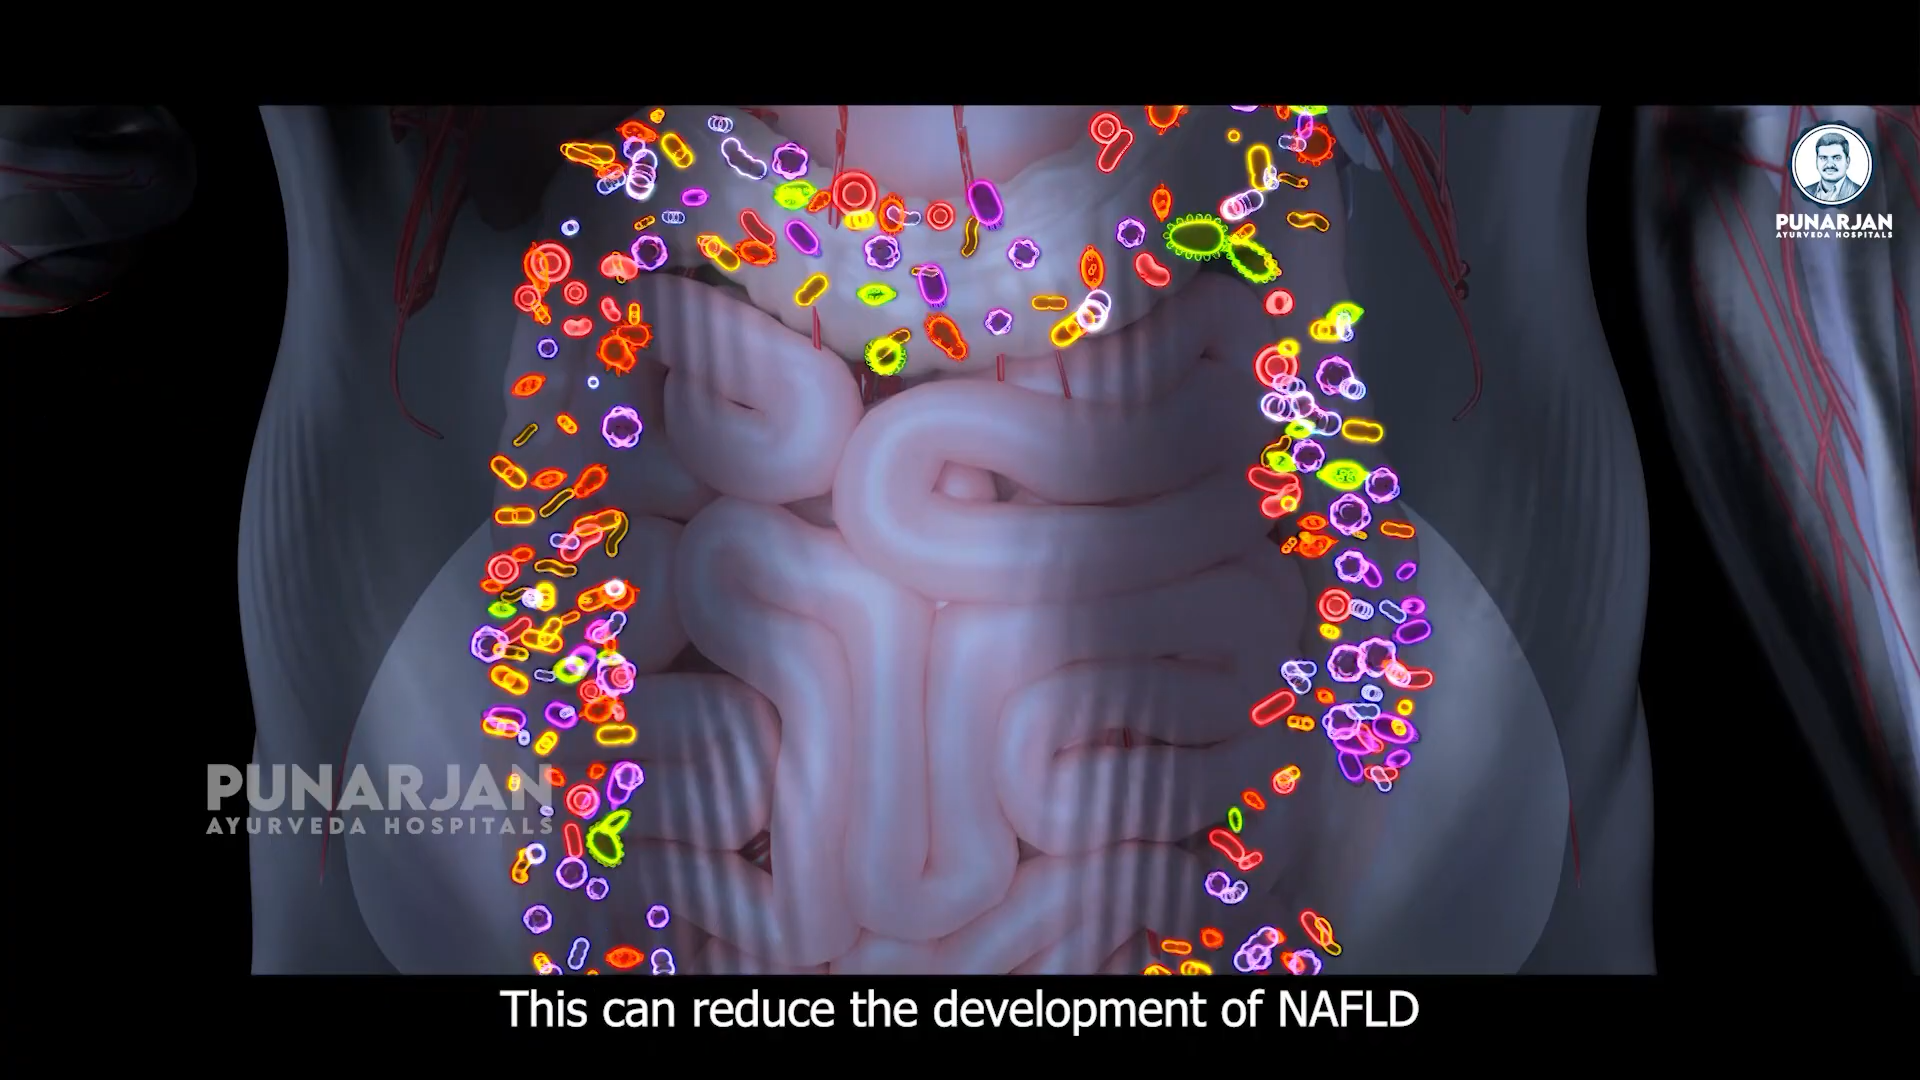 PUNARJAN
AYURVEDA HOSPITALS
PUNARJAN
AYURVEDA HOSPITALS
This can reduce the development of NAFLD